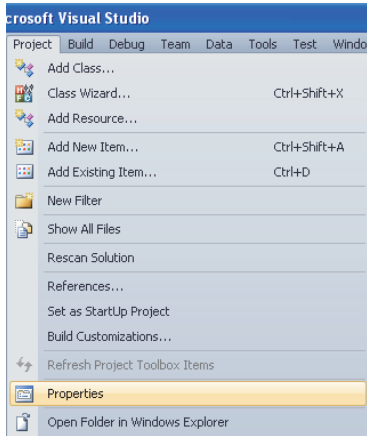 crosoft Visual Studio
Project Build Debug Team Data Tools Test Windo
Add Class...
Class Wizard... Ctrl+Shift+X
Add Resource...
Add New Item... Ctrl+Shift+A
Add Existing Item... Ctrl+D
New Filter
Show All Files
Rescan Solution
References...
Set as StartUp Project
Build Customizations...
Refresh Project Toolbox Items
Properties
Open Folder in Windows Explorer